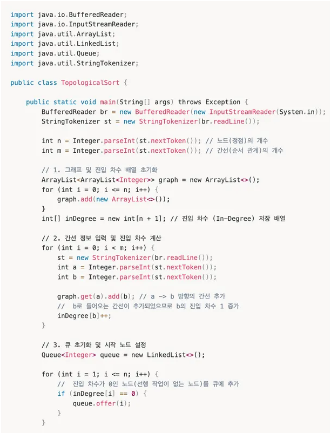 import java.io.BufferedReader;
import java.io.InputStreamReader;
import java.util.ArrayList;
import java.util.LinkedList;
import java.util.Queue;
import java.util.StringTokenizer;

public class TopologicalSort {

    public static void main(String[] args) throws Exception {
        BufferedReader br = new BufferedReader(new InputStreamReader(System.in));
        StringTokenizer st = new StringTokenizer(br.readLine());

        int n = Integer.parseInt(st.nextToken()); // 노드(정점)의 개수
        int m = Integer.parseInt(st.nextToken()); // 간선(순서 관계)의 개수

        // 1. 그래프 및 진입 차수 배열 초기화
        ArrayList<ArrayList<Integer>> graph = new ArrayList<>();
        for (int i = 0; i <= n; i++) {
            graph.add(new ArrayList<>());
        }
        int[] inDegree = new int[n + 1]; // 진입 차수 (In-Degree) 저장 배열

        // 2. 간선 정보 입력 및 진입 차수 계산
        for (int i = 0; i < m; i++) {
            st = new StringTokenizer(br.readLine());
            int a = Integer.parseInt(st.nextToken());
            int b = Integer.parseInt(st.nextToken());

            graph.get(a).add(b); // a -> b 방향의 간선 추가
            // b로 들어오는 간선이 추가되었으므로 b의 진입 차수 1 증가
            inDegree[b]++;
        }

        // 3. 큐 초기화 및 시작 노드 설정
        Queue<Integer> queue = new LinkedList<>();

        for (int i = 1; i <= n; i++) {
            // 진입 차수가 0인 노드(선행 작업이 없는 노드)를 큐에 추가
            if (inDegree[i] == 0) {
                queue.offer(i);
            }
        }